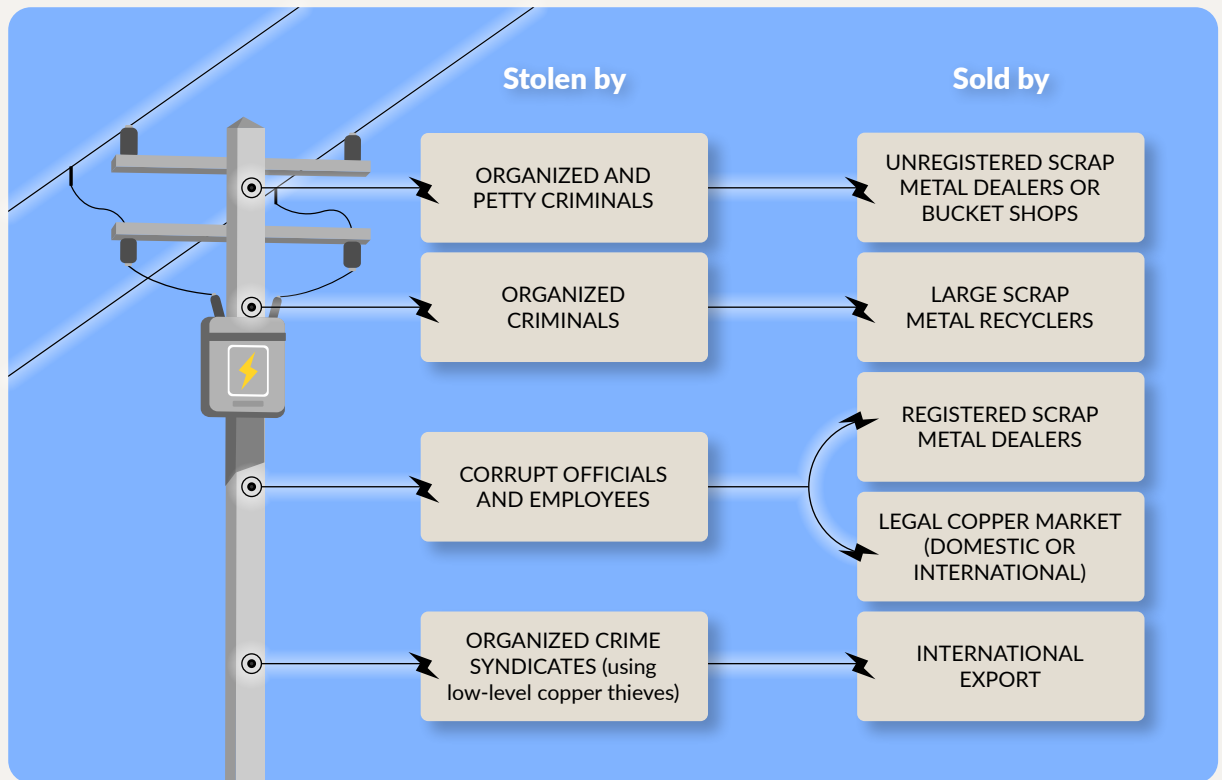 Stolen by
Sold by
ORGANIZED AND
PETTY CRIMINALS
UNREGISTERED SCRAP
METAL DEALERS OR
BUCKET SHOPS
ORGANIZED
CRIMINALS
LARGE SCRAP
METAL RECYCLERS
CORRUPT OFFICIALS
AND EMPLOYEES
REGISTERED SCRAP
METAL DEALERS
LEGAL COPPER MARKET
(DOMESTIC OR
INTERNATIONAL)
ORGANIZED CRIME
SYNDICATES (using
low-level copper thieves)
INTERNATIONAL
EXPORT